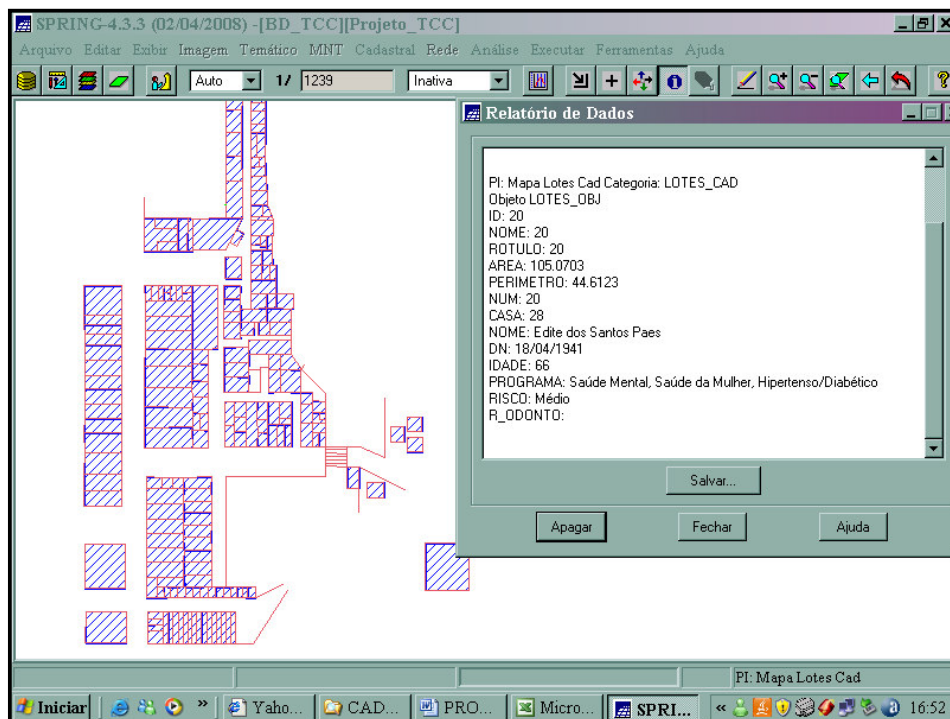 SPRING-4.3.3 (02/04/2008) -[BD_TCC][Projeto_TCC]
Arquivo Editar Exibir Imagem Temático MNT Cadastral Rede Análise Executar Ferramentas Ajuda
Auto 1/ 1239 Inativa
Relatório de Dados
PI: Mapa Lotes Cad Categoria: LOTES_CAD
Objeto LOTES_OBJ
ID: 20
NOME: 20
ROTULO: 20
AREA: 105.0703
PERIMETRO: 44.6123
NUM: 20
CASA: 28
NOME: Edite dos Santos Paes
DN: 18/04/1941
IDADE: 66
PROGRAMA: Saúde Mental, Saúde da Mulher, Hipertenso/Diabético
RISCO: Médio
R_ODONTO:
Salvar...
Apagar Fechar Ajuda
PI: Mapa Lotes Cad
Iniciar » Yaho... CAD... PRO... Micro... SPRI... « 16:52